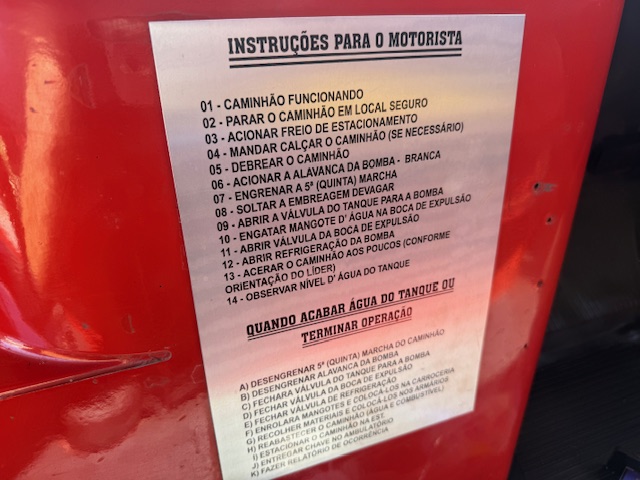 INSTRUÇÕES PARA O MOTORISTA
01 - CAMINHÃO FUNCIONANDO
02 - PARAR O CAMINHÃO EM LOCAL SEGURO
03 - ACIONAR FREIO DE ESTACIONAMENTO
04 - MANDAR CALÇAR O CAMINHÃO (SE NECESSÁRIO)
05 - DEBREAR O CAMINHÃO
06 - ACIONAR A ALAVANCA DA BOMBA - BRANCA
07 - ENGRENAR A 5ª (QUINTA) MARCHA
08 - SOLTAR A EMBREAGEM DEVAGAR
09 - ABRIR A VÁLVULA DO TANQUE PARA A BOMBA
10 - ENGATAR MANGOTE D' ÁGUA NA BOCA DE EXPULSÃO
11 - ABRIR VÁLVULA DA BOCA DE EXPULSÃO
12 - ABRIR REFRIGERAÇÃO DA BOMBA
13 - ACERAR O CAMINHÃO AOS POUCOS (CONFORME
ORIENTAÇÃO DO LÍDER)
14 - OBSERVAR NÍVEL D' ÁGUA DO TANQUE
QUANDO ACABAR ÁGUA DO TANQUE OU
TERMINAR OPERAÇÃO
A) DESENGRENAR 5ª (QUINTA) MARCHA DO CAMINHÃO
B) DESENGRENAR ALAVANCA DA BOMBA
C) FECHARA VÁLVULA DO TANQUE PARA A BOMBA
D) FECHAR VÁLVULA DA BOCA DE EXPULSÃO
E) FECHAR VÁLVULA DE REFRIGERAÇÃO
F) ENROLARA MANGOTES E COLOCÁ-LOS NA CARROCERIA
G) RECOLHER MATERIAIS E COLOCÁ-LOS NOS ARMÁRIOS
H) REABASTECER O CAMINHÃO (ÁGUA E COMBUSTÍVEL)
I) ESTACIONAR O CAMINHÃO NA EST.
J) ENTREGAR CHAVE NO AMBULATÓRIO
K) FAZER RELATÓRIO DE OCORRÊNCIA